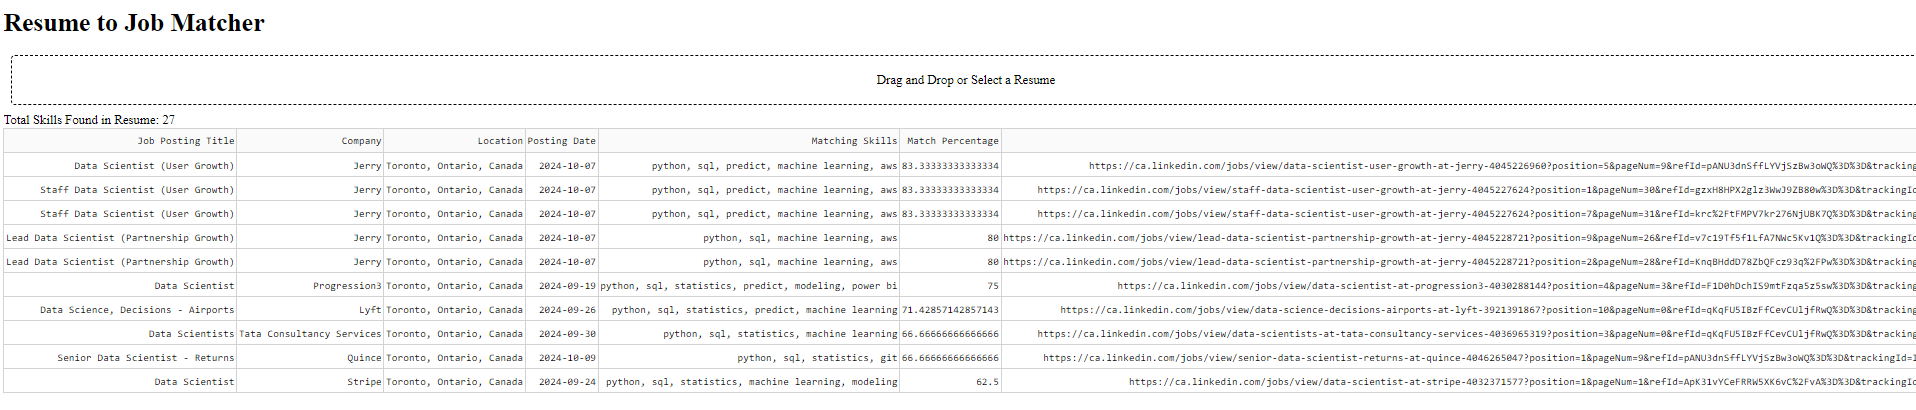 Resume to Job Matcher
Drag and Drop or Select a Resume
Total Skills Found in Resume: 27
Job Posting Title Company Location Posting Date Matching Skills Match Percentage
Data Scientist (User Growth) Jerry Toronto, Ontario, Canada 2024-10-07 python, sql, predict, machine learning, aws 83.33333333333334 https://ca.linkedin.com/jobs/view/data-scientist-user-growth-at-jerry-4045226960?position=5&pageNum=9&refId=pANU3dnSffLYVjSzBw3oWQ%3D%3D&tracking
Staff Data Scientist (User Growth) Jerry Toronto, Ontario, Canada 2024-10-07 python, sql, predict, machine learning, aws 83.33333333333334 https://ca.linkedin.com/jobs/view/staff-data-scientist-user-growth-at-jerry-4045227624?position=1&pageNum=30&refId=gzxH8HPX2glz3WwJ9ZB80w%3D%3D&trackingId
Staff Data Scientist (User Growth) Jerry Toronto, Ontario, Canada 2024-10-07 python, sql, predict, machine learning, aws 83.33333333333334 https://ca.linkedin.com/jobs/view/staff-data-scientist-user-growth-at-jerry-4045227624?position=7&pageNum=31&refId=krc%2FtFMPV7kr276NjUBK7Q%3D%3D&trackingId
Lead Data Scientist (Partnership Growth) Jerry Toronto, Ontario, Canada 2024-10-07 python, sql, machine learning, aws 80 https://ca.linkedin.com/jobs/view/lead-data-scientist-partnership-growth-at-jerry-4045228721?position=9&pageNum=26&refId=v7c19Tf5f1LfA7NWc5Kv1Q%3D%3D&trackingId
Lead Data Scientist (Partnership Growth) Jerry Toronto, Ontario, Canada 2024-10-07 python, sql, machine learning, aws 80 https://ca.linkedin.com/jobs/view/lead-data-scientist-partnership-growth-at-jerry-4045228721?position=2&pageNum=28&refId=KnqBHddD78ZbQFcz93q%2FPw%3D%3D&trackingId
Data Scientist Progression3 Toronto, Ontario, Canada 2024-09-19 python, sql, statistics, predict, modeling, power bi 75 https://ca.linkedin.com/jobs/view/data-scientist-at-progression3-4030288144?position=4&pageNum=3&refId=F1D0hDchIS9mtFzqa5z5sw%3D%3D&tracking
Data Science, Decisions - Airports Lyft Toronto, Ontario, Canada 2024-09-26 python, sql, statistics, predict, machine learning 71.42857142857143 https://ca.linkedin.com/jobs/view/data-science-decisions-airports-at-lyft-3921391867?position=10&pageNum=0&refId=qKqFU5IBzFfCevCUljfRwQ%3D%3D&tracking
Data Scientists Tata Consultancy Services Toronto, Ontario, Canada 2024-09-30 python, sql, statistics, machine learning 66.66666666666666 https://ca.linkedin.com/jobs/view/data-scientists-at-tata-consultancy-services-4036965319?position=3&pageNum=0&refId=qKqFU5IBzFfCevCUljfRwQ%3D%3D&tracking
Senior Data Scientist - Returns Quince Toronto, Ontario, Canada 2024-10-09 python, sql, statistics, git 66.66666666666666 https://ca.linkedin.com/jobs/view/senior-data-scientist-returns-at-quince-4046265047?position=1&pageNum=9&refId=pANU3dnSffLYVjSzBw3oWQ%3D%3D&trackingId=1
Data Scientist Stripe Toronto, Ontario, Canada 2024-09-24 python, sql, statistics, machine learning, modeling 62.5 https://ca.linkedin.com/jobs/view/data-scientist-at-stripe-4032371577?position=1&pageNum=1&refId=ApK31vYCeFRRW5XK6vC%2FvA%3D%3D&tracking